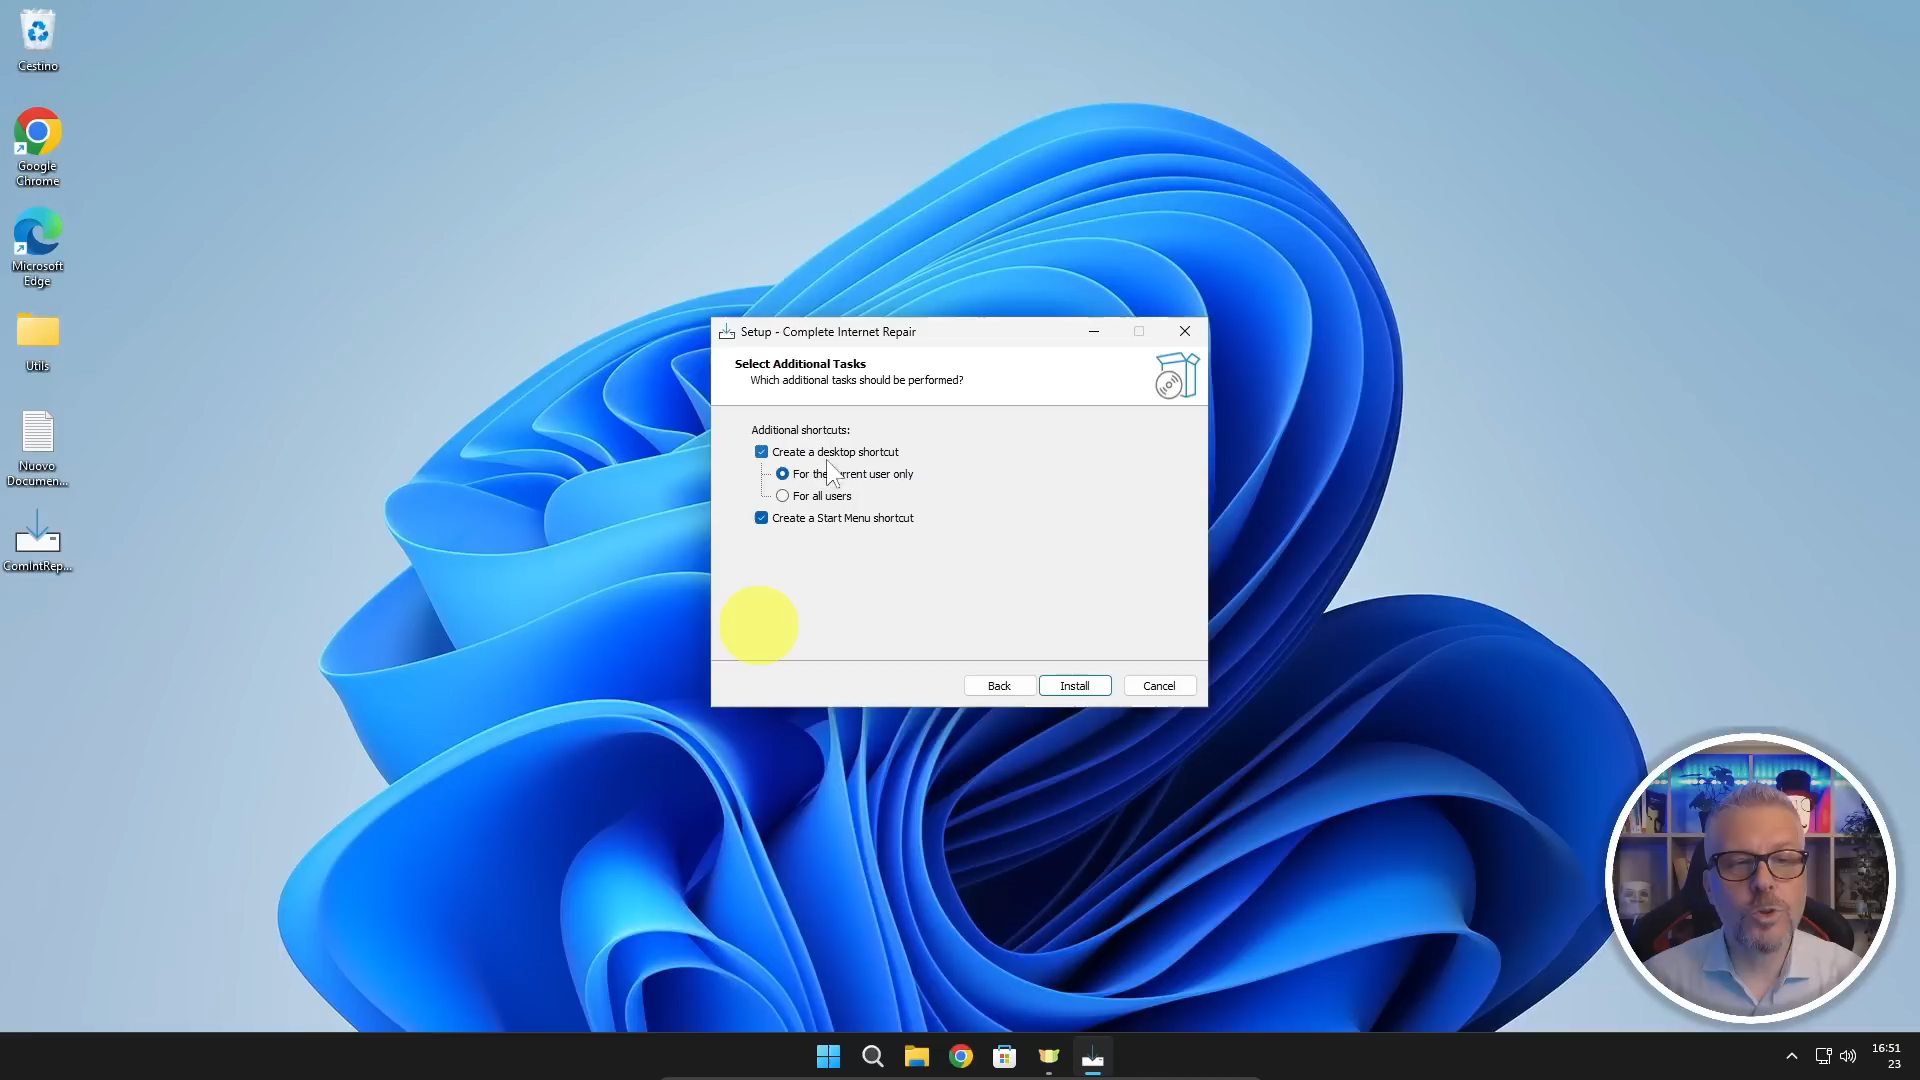 Cestino
Google
Chrome
Microsoft
Edge
Utils
Nuovo
Documen...
ComIntRep...
Setup - Complete Internet Repair
Select Additional Tasks
Which additional tasks should be performed?
Additional shortcuts:
Create a desktop shortcut
For the current user only
For all users
Create a Start Menu shortcut
Back
Install
Cancel
16:51
23